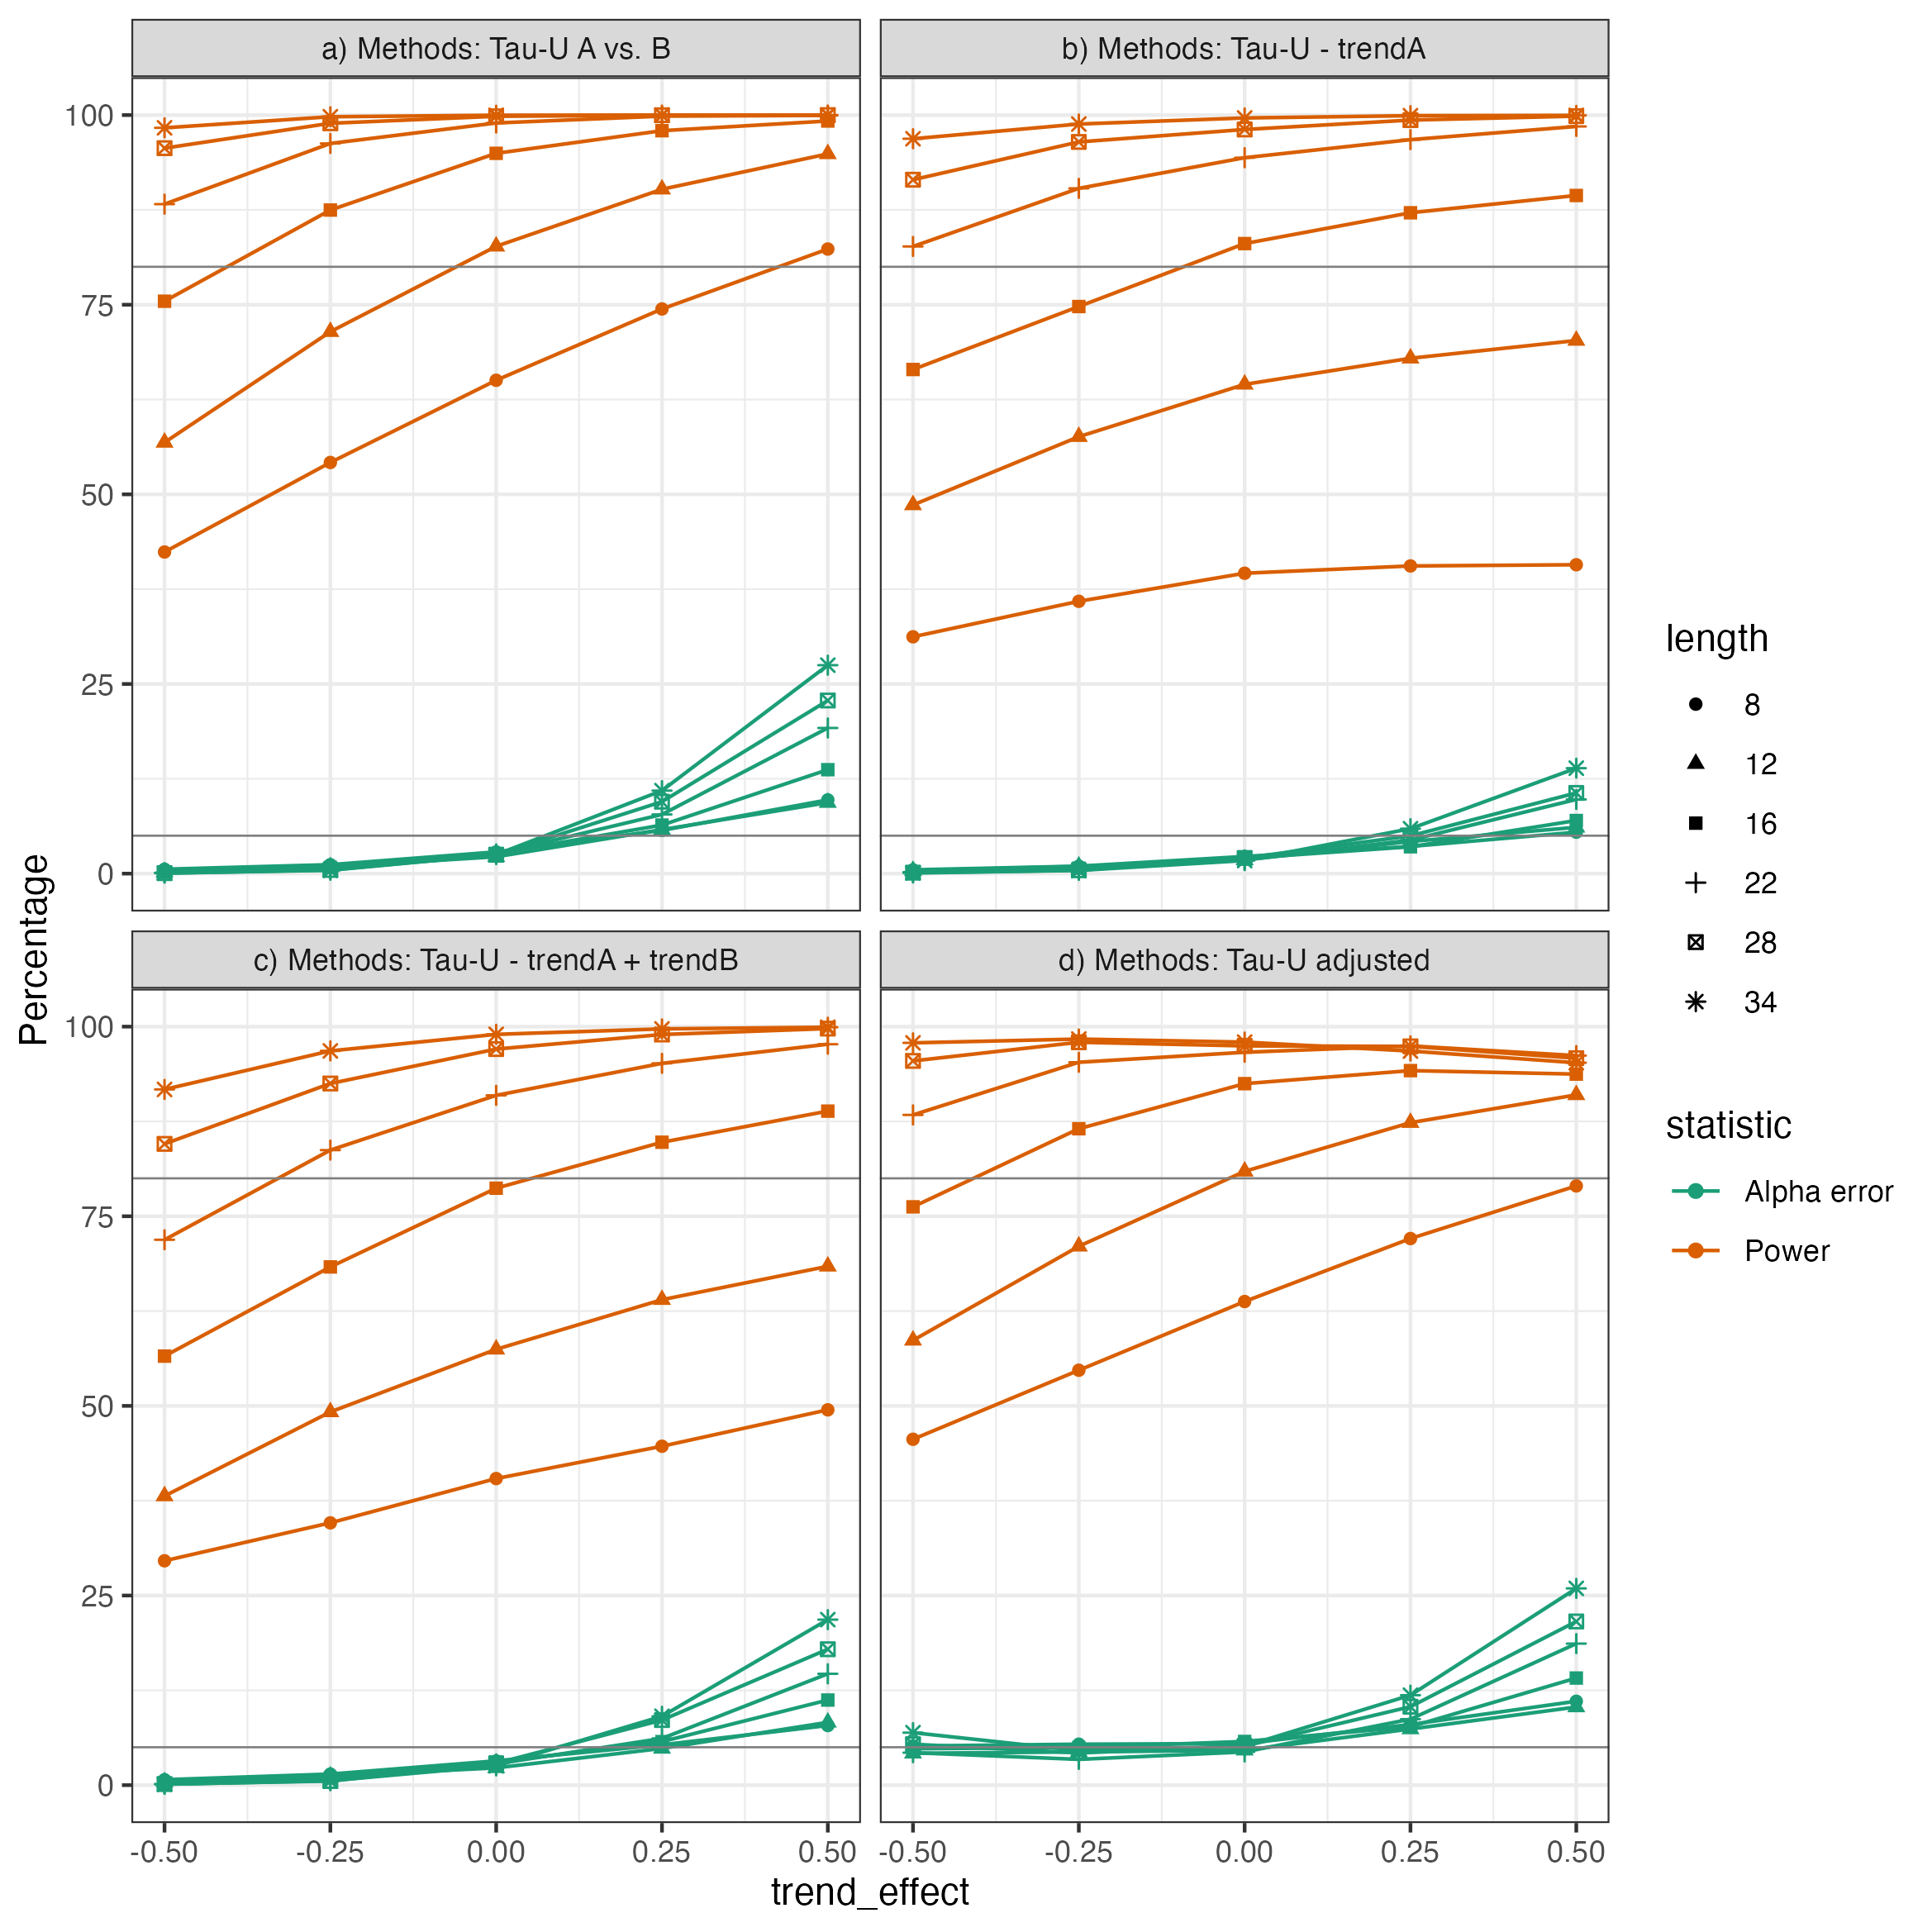 a) Methods: Tau-U A vs. B
b) Methods: Tau-U - trendA
100
75
50
25
0
c) Methods: Tau-U - trendA + trendB
d) Methods: Tau-U adjusted
100
75
50
25
0
-0.50 -0.25 0.00 0.25 0.50
-0.50 -0.25 0.00 0.25 0.50
trend_effect
Percentage
length
8
12
16
22
28
34
statistic
Alpha error
Power